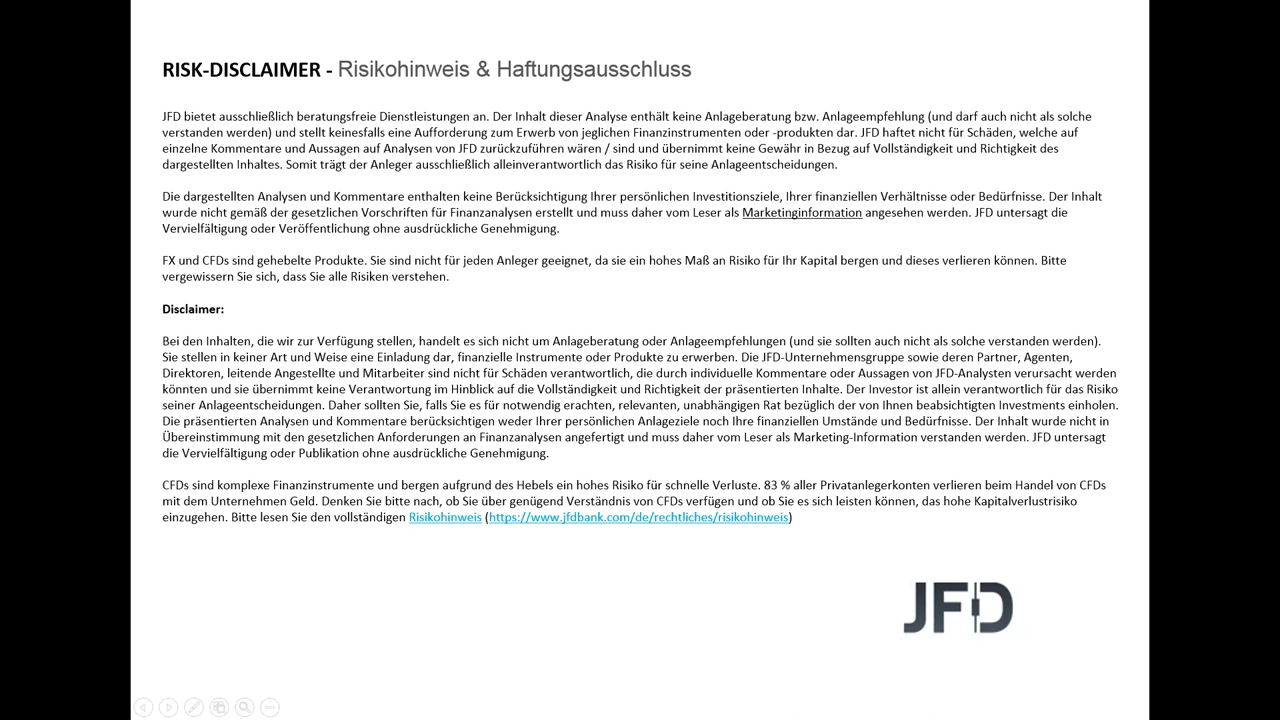 RISK-DISCLAIMER - Risikohinweis & Haftungsausschluss
JFD bietet ausschließlich beratungsfreie Dienstleistungen an. Der Inhalt dieser Analyse enthält keine Anlageberatung bzw. Anlageempfehlung (und darf auch nicht als solche
verstanden werden) und stellt keinesfalls eine Aufforderung zum Erwerb von jeglichen Finanzinstrumenten oder -produkten dar. JFD haftet nicht für Schäden, welche auf
einzelne Kommentare und Aussagen auf Analysen von JFD zurückzuführen wären / sind und übernimmt keine Gewähr in Bezug auf Vollständigkeit und Richtigkeit des
dargestellten Inhaltes. Somit trägt der Anleger ausschließlich alleinverantwortlich das Risiko für seine Anlageentscheidungen.
Die dargestellten Analysen und Kommentare enthalten keine Berücksichtigung Ihrer persönlichen Investitionsziele, Ihrer finanziellen Verhältnisse oder Bedürfnisse. Der Inhalt
wurde nicht gemäß der gesetzlichen Vorschriften für Finanzanalysen erstellt und muss daher vom Leser als Marketinginformation angesehen werden. JFD untersagt die
Vervielfältigung oder Veröffentlichung ohne ausdrückliche Genehmigung.
FX und CFDs sind gehebelte Produkte. Sie sind nicht für jeden Anleger geeignet, da sie ein hohes Maß an Risiko für Ihr Kapital bergen und dieses verlieren können. Bitte
vergewissern Sie sich, dass Sie alle Risiken verstehen.
Disclaimer:
Bei den Inhalten, die wir zur Verfügung stellen, handelt es sich nicht um Anlageberatung oder Anlageempfehlungen (und sie sollten auch nicht als solche verstanden werden).
Sie stellen in keiner Art und Weise eine Einladung dar, finanzielle Instrumente oder Produkte zu erwerben. Die JFD-Unternehmensgruppe sowie deren Partner, Agenten,
Direktoren, leitende Angestellte und Mitarbeiter sind nicht für Schäden verantwortlich, die durch individuelle Kommentare oder Aussagen von JFD-Analysten verursacht werden
könnten und sie übernimmt keine Verantwortung im Hinblick auf die Vollständigkeit und Richtigkeit der präsentierten Inhalte. Der Investor ist allein verantwortlich für das Risiko
seiner Anlageentscheidungen. Daher sollten Sie, falls Sie es für notwendig erachten, relevanten, unabhängigen Rat bezüglich der von Ihnen beabsichtigten Investments einholen.
Die präsentierten Analysen und Kommentare berücksichtigen weder Ihrer persönlichen Anlageziele noch Ihre finanziellen Umstände und Bedürfnisse. Der Inhalt wurde nicht in
Übereinstimmung mit den gesetzlichen Anforderungen an Finanzanalysen angefertigt und muss daher vom Leser als Marketing-Information verstanden werden. JFD untersagt
die Vervielfältigung oder Publikation ohne ausdrückliche Genehmigung.
CFDs sind komplexe Finanzinstrumente und bergen aufgrund des Hebels ein hohes Risiko für schnelle Verluste. 83 % aller Privatanlegerkonten verlieren beim Handel von CFDs
mit dem Unternehmen Geld. Denken Sie bitte nach, ob Sie über genügend Verständnis von CFDs verfügen und ob Sie es sich leisten können, das hohe Kapitalverlustrisiko
einzugehen. Bitte lesen Sie den vollständigen Risikohinweis (https://www.jfdbank.com/de/rechtliches/risikohinweis)
JFD